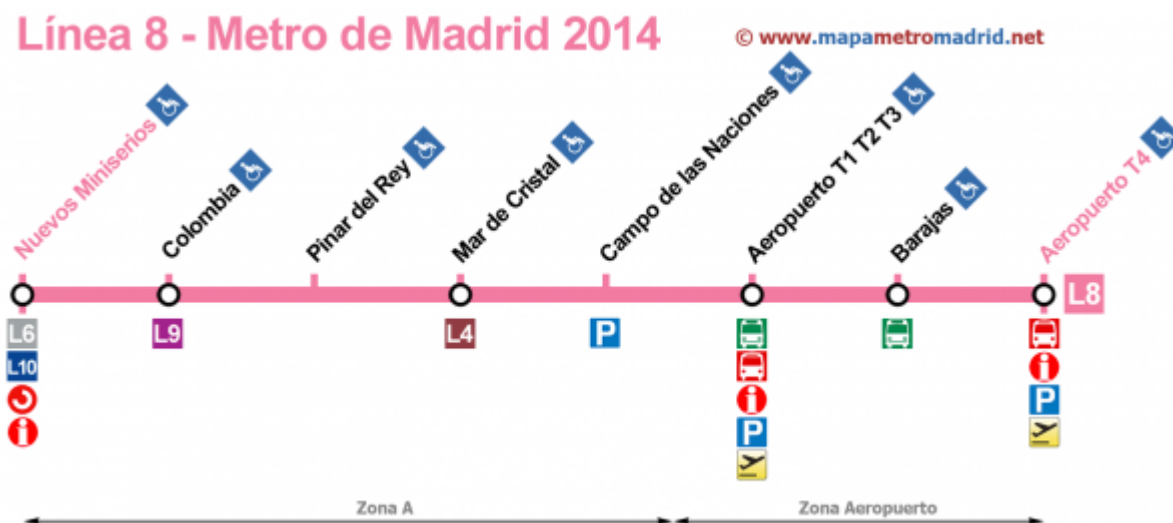 Línea 8 - Metro de Madrid 2014
© www.mapametromadrid.net
Nuevos Miniserios
Colombia
Pinar del Rey
Mar de Cristal
Campo de las Naciones
Aeropuerto T1 T2 T3
Barajas
Aeropuerto T4
L8
L6
L10
i
L9
L4
P
i
P
i
P
Zona A
Zona Aeropuerto